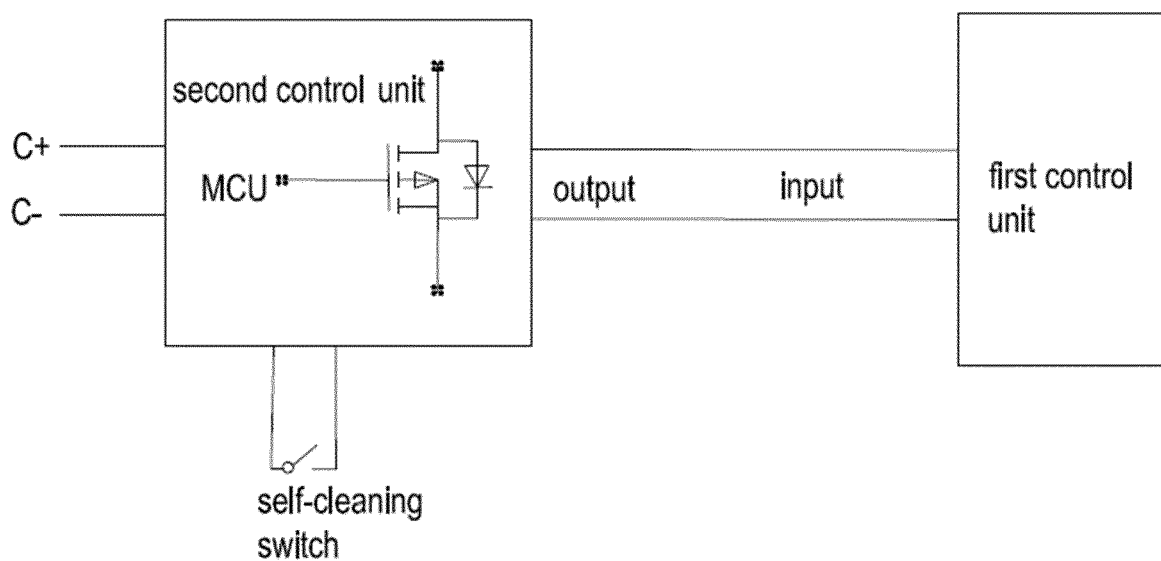 second control unit
C+
MCU
C-
output
input
first control
unit
self-cleaning
switch